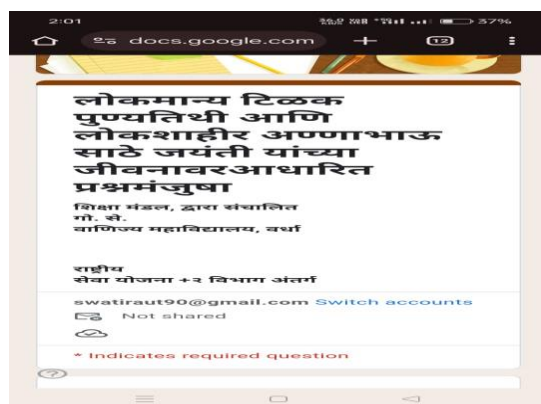 2:01
37%
docs.google.com
12
लोकमान्य टिळक
पुण्यतिथी आणि
लोकशाहीर अण्णाभाऊ
साठे जयंती यांच्या
जीवनावरआधारित
प्रश्नमंजुषा
शिक्षा मंडल, द्वारा संचालित
गो. से.
वाणिज्य महाविद्यालय, वर्धा
राष्ट्रीय
सेवा योजना +२ विभाग अंतर्ग
swatiraut90@gmail.com Switch accounts
Not shared
* Indicates required question